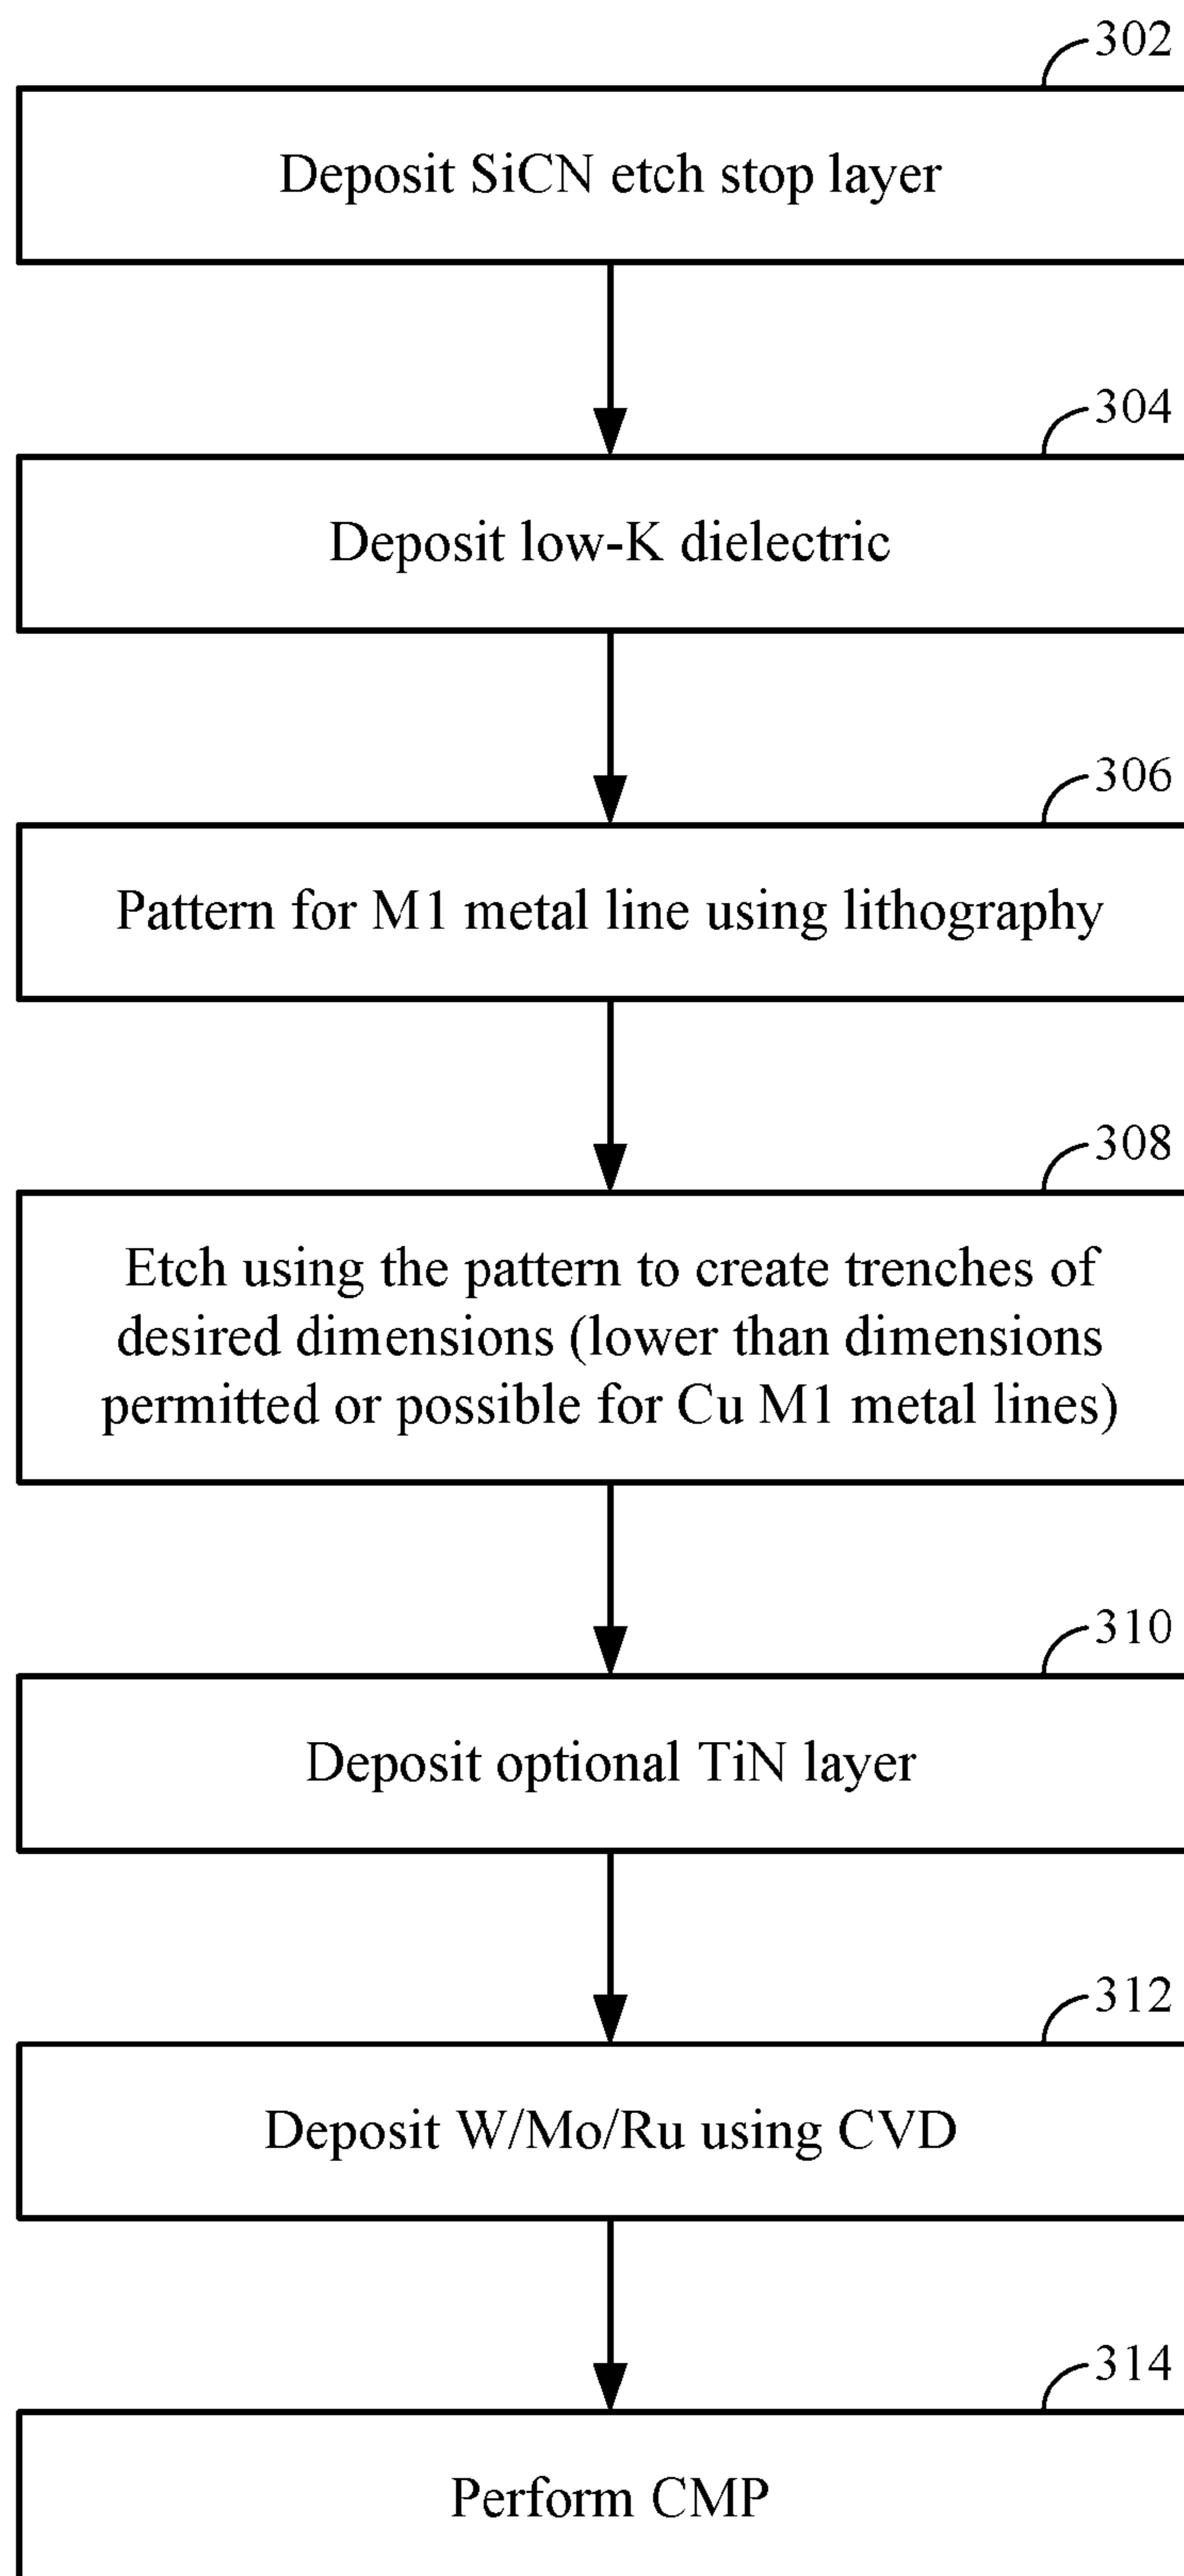 302
Deposit SiCN etch stop layer
304
Deposit low-K dielectric
306
Pattern for M1 metal line using lithography
308
Etch using the pattern to create trenches of
desired dimensions (lower than dimensions
permitted or possible for Cu M1 metal lines)
310
Deposit optional TiN layer
312
Deposit W/Mo/Ru using CVD
314
Perform CMP